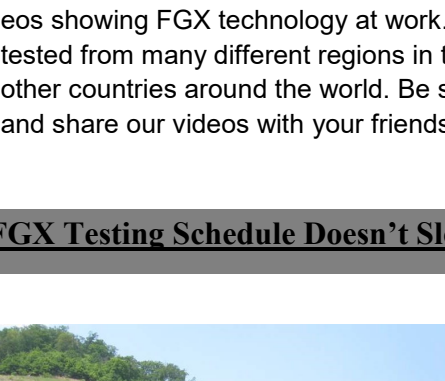 eos showing FGX technology at work.
tested from many different regions in t
other countries around the world. Be s
and share our videos with your friends
FGX Testing Schedule Doesn't Sl